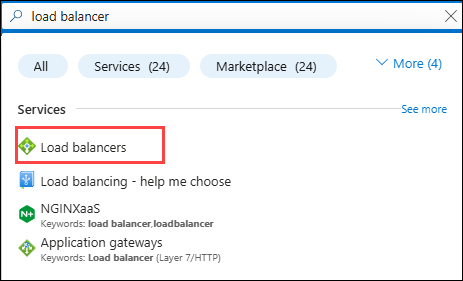 load balancer
All
Services (24)
Marketplace (24)
More (4)
Services
See more
Load balancers
Load balancing - help me choose
N+
NGINXaaS
Keywords: load balancer,loadbalancer
Application gateways
Keywords: Load balancer (Layer 7/HTTP)